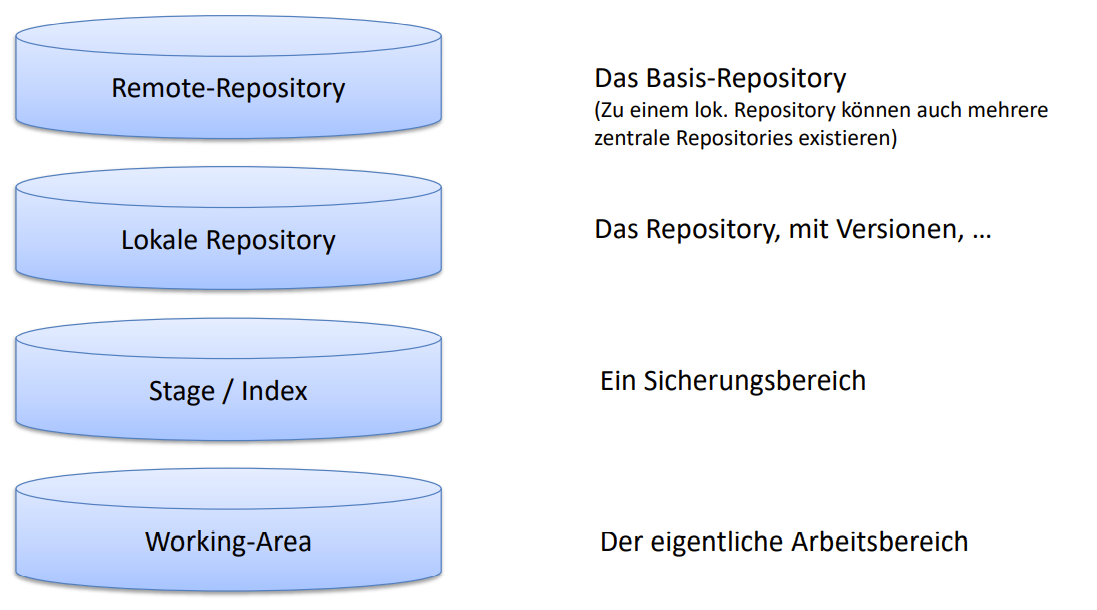 Remote-Repository
Das Basis-Repository
(Zu einem lok. Repository können auch mehrere
zentrale Repositories existieren)
Lokale Repository
Das Repository, mit Versionen, ...
Stage / Index
Ein Sicherungsbereich
Working-Area
Der eigentliche Arbeitsbereich